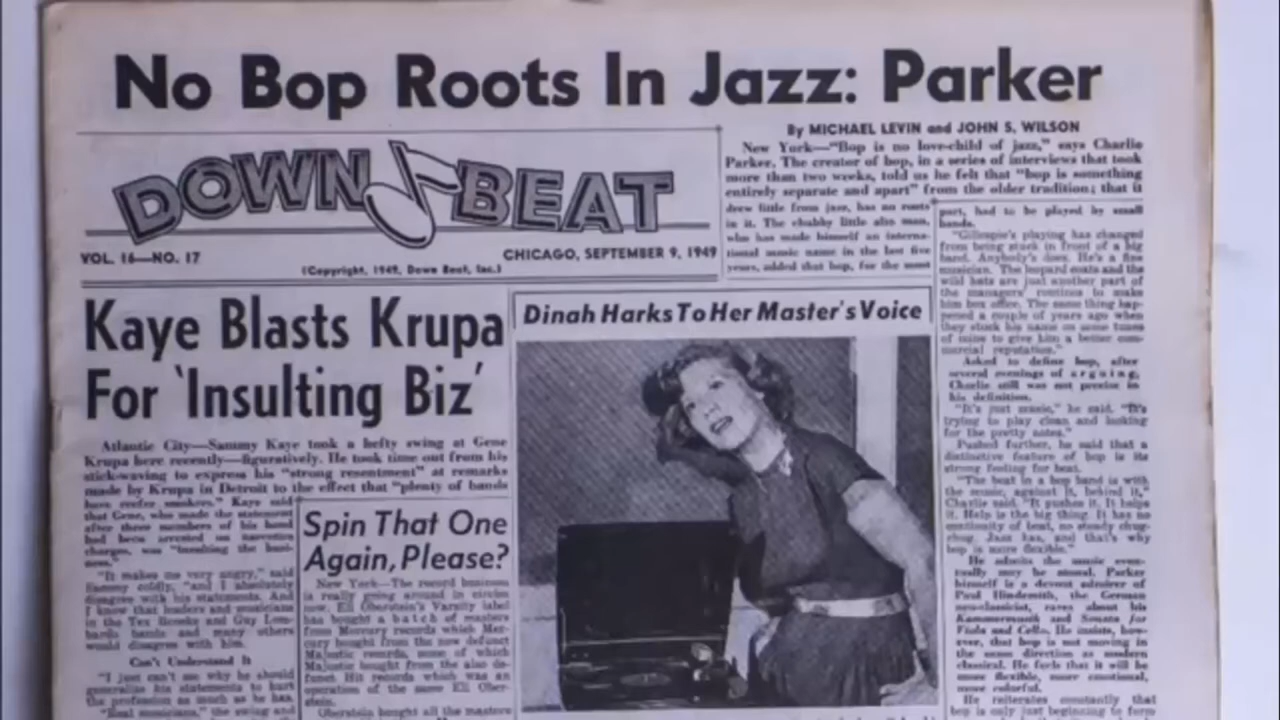 No Bop Roots In Jazz: Parker
By MICHAEL LEVIN and JOHN S. WILSON
New York—"Bop is no love-child of jazz," says Charlie
Parker. The creator of bop, in a series of interviews that took
more than two weeks, told us he felt that "bop is something
entirely separate and apart" from the older tradition; that it
drew little from jazz, has no roots
in it. The chubby little alto man,
who has made himself an interna-
tional music name in the last five
years, added that bop, for the most
part, had to be played by small
bands.
"Gillespie's playing has changed
from being stuck in front of a big
band. Anybody's does. He's a fine
musician. The leopard coats and the
wild hats are just another part of
the managers' routines to make
him box office. The same thing hap-
pened a couple of years ago when
they stuck his name on some tunes
of mine to give him a better com-
mercial reputation."
Asked to define bop, after
several evenings of arguing,
Charlie still was not precise in
his definition.
"It's just music," he said. "It's
trying to play clean and looking
for the pretty notes."
Pushed further, he said that a
distinctive feature of bop is its
strong feeling for beat.
"The beat in a bop band is with
the music, against it, behind it,"
Charlie said. "It pushes it. It helps
it. Help is the big thing. It has no
continuity of beat, no steady chug-
chug. Jazz has, and that's why
bop is more flexible."
He admits the music even-
tually may be atonal. Parker
himself is a devout admirer of
Paul Hindemith, the German
neo-classicist, raves about his
Kammermusik and Sonata for
Viola and Cello. He insists, how-
ever, that bop is not moving in
the same direction as modern
classical. He feels that it will be
more flexible, more emotional,
more colorful.
He reiterates constantly that
bop is only just beginning to form
DOWN BEAT
VOL. 16—NO. 17
CHICAGO, SEPTEMBER 9, 1949
(Copyright, 1949, Down Beat, Inc.)
Kaye Blasts Krupa
For 'Insulting Biz'
Atlantic City—Sammy Kaye took a hefty swing at Gene
Krupa here recently—figuratively. He took time out from his
stick-waving to express his "strong resentment" at remarks
made by Krupa in Detroit to the effect that "plenty of bands
have reefer smokers." Kaye said
that Gene, who made the statement
after three members of his band
had been arrested on narcotics
charges, was "insulting the busi-
ness."
"It makes me very angry," said
Sammy coldly, "and I absolutely
disagree with his statements. And
I know that leaders and musicians
in the Tex Beneke and Guy Lom-
bardo bands and many others
would disagree with him.
Can't Understand It
"I just can't see why he should
generalize his statements to hurt
the profession as much as he has.
"Real musicians," the swing and
Spin That One
Again, Please?
New York—The record business
is really going around in circles
now. Eli Oberstein's Varsity label
has bought a batch of masters
from Mercury records which Mer-
cury bought from the now defunct
Majestic records, some of which
Majestic bought from the also de-
funct Hit records which was an
operation of the same Eli Ober-
stein.
Oberstein bought all the masters
Dinah Harks To Her Master's Voice